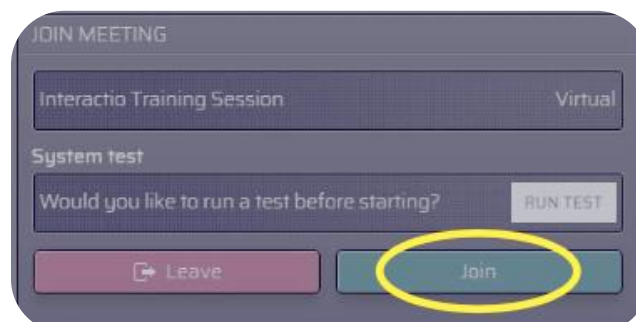 JOIN MEETING
Interactio Training Session Virtual
System test
Would you like to run a test before starting? RUN TEST
Leave Join